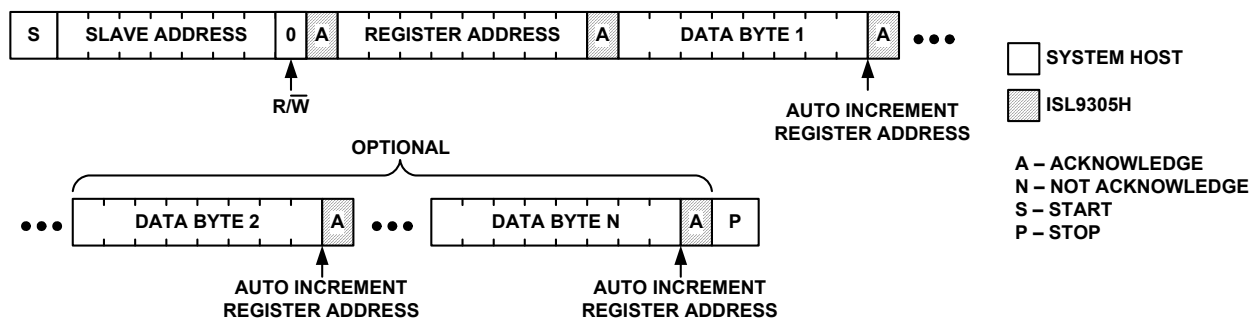 S SLAVE ADDRESS 0 A REGISTER ADDRESS A DATA BYTE 1 A •••
R/W̅
AUTO INCREMENT
REGISTER ADDRESS
SYSTEM HOST
ISL9305H
OPTIONAL
••• DATA BYTE 2 A ••• DATA BYTE N A P
AUTO INCREMENT
REGISTER ADDRESS
AUTO INCREMENT
REGISTER ADDRESS
A – ACKNOWLEDGE
N – NOT ACKNOWLEDGE
S – START
P – STOP